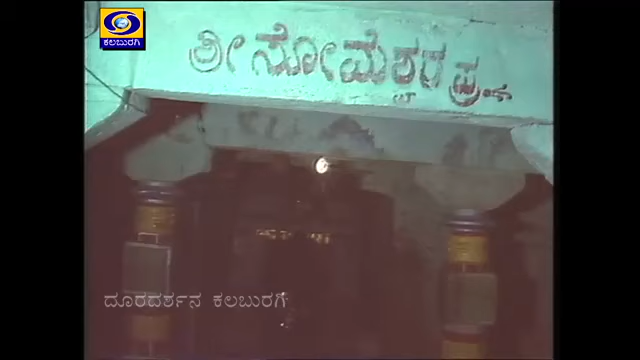 ಕಲಬುರಗಿ
ಶ್ರೀ ಸೋಮೇಶ್ವರ ಪ್ರ
ದೂರದರ್ಶನ ಕಲಬುರಗಿ